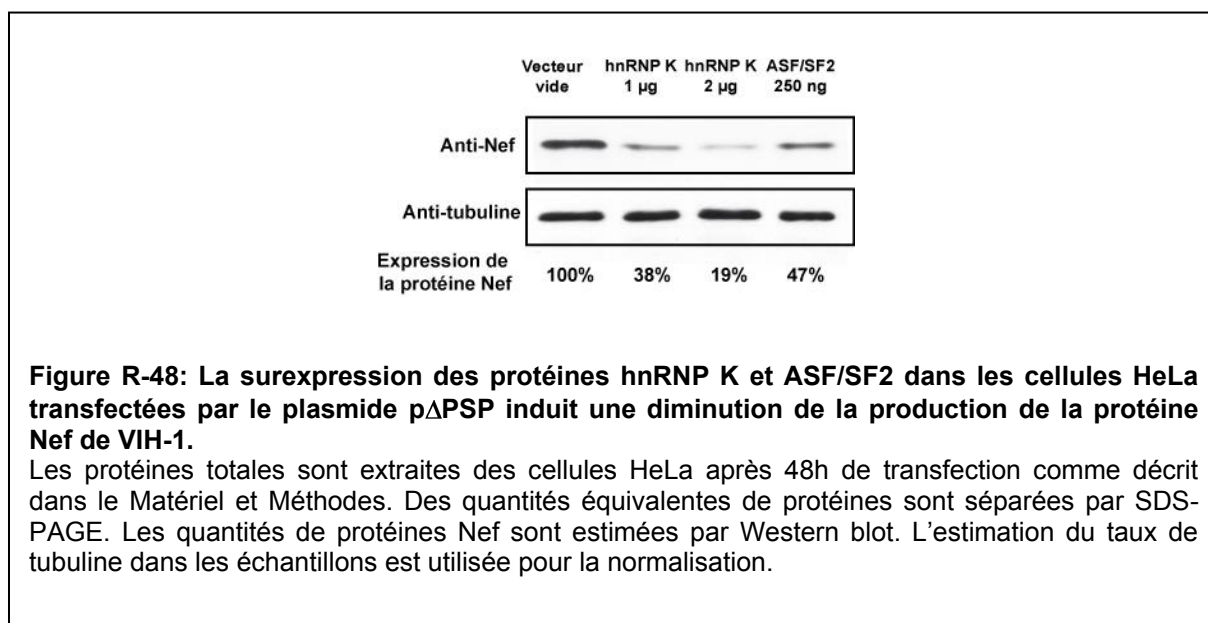 Vecteur vide hnRNP K 1 µg hnRNP K 2 µg ASF/SF2 250 ng
Anti-Nef
Anti-tubuline
Expression de la protéine Nef 100% 38% 19% 47%
Figure R-48: La surexpression des protéines hnRNP K et ASF/SF2 dans les cellules HeLa
transfectées par le plasmide p∆PSP induit une diminution de la production de la protéine
Nef de VIH-1.
Les protéines totales sont extraites des cellules HeLa après 48h de transfection comme décrit
dans le Matériel et Méthodes. Des quantités équivalentes de protéines sont séparées par SDS-
PAGE. Les quantités de protéines Nef sont estimées par Western blot. L’estimation du taux de
tubuline dans les échantillons est utilisée pour la normalisation.